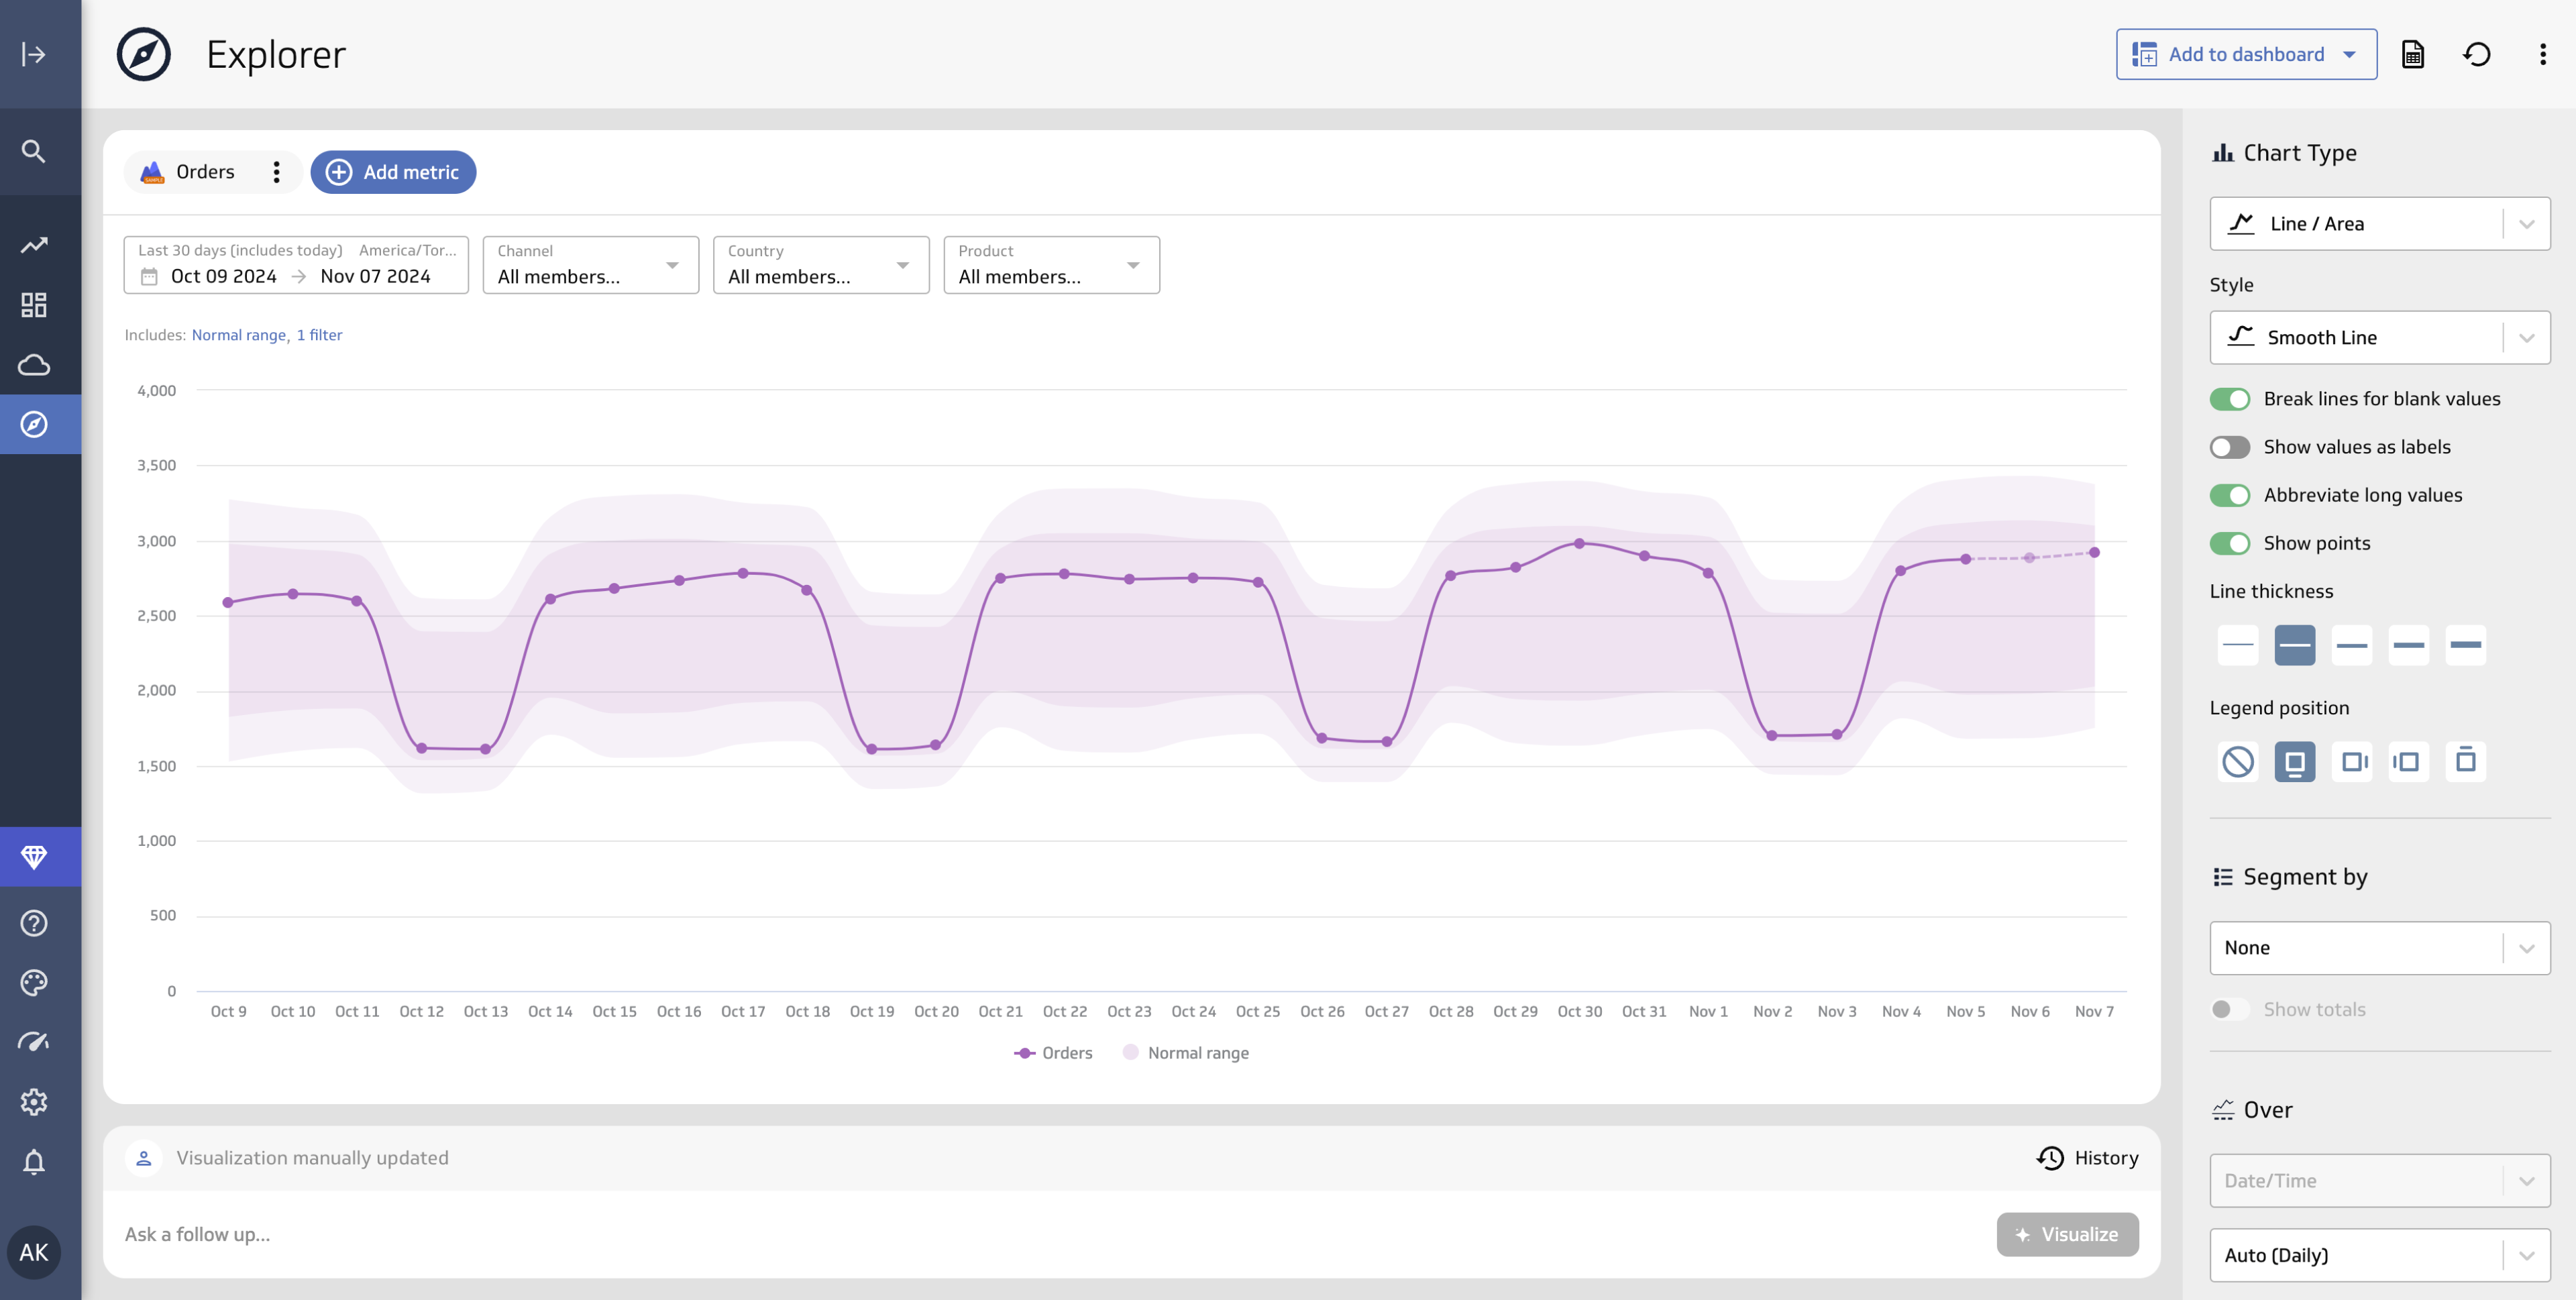 Explorer
Add to dashboard
Orders
Add metric
Last 30 days (includes today) America/Tor...
Oct 09 2024 → Nov 07 2024
Channel
All members...
Country
All members...
Product
All members...
Includes: Normal range, 1 filter
4,000
3,500
3,000
2,500
2,000
1,500
1,000
500
0
Oct 9 Oct 10 Oct 11 Oct 12 Oct 13 Oct 14 Oct 15 Oct 16 Oct 17 Oct 18 Oct 19 Oct 20 Oct 21 Oct 22 Oct 23 Oct 24 Oct 25 Oct 26 Oct 27 Oct 28 Oct 29 Oct 30 Oct 31 Nov 1 Nov 2 Nov 3 Nov 4 Nov 5 Nov 6 Nov 7
Orders Normal range
Visualization manually updated
History
Ask a follow up...
Visualize
Chart Type
Line / Area
Style
Smooth Line
Break lines for blank values
Show values as labels
Abbreviate long values
Show points
Line thickness
Legend position
Segment by
None
Show totals
Over
Date/Time
Auto (Daily)
AK